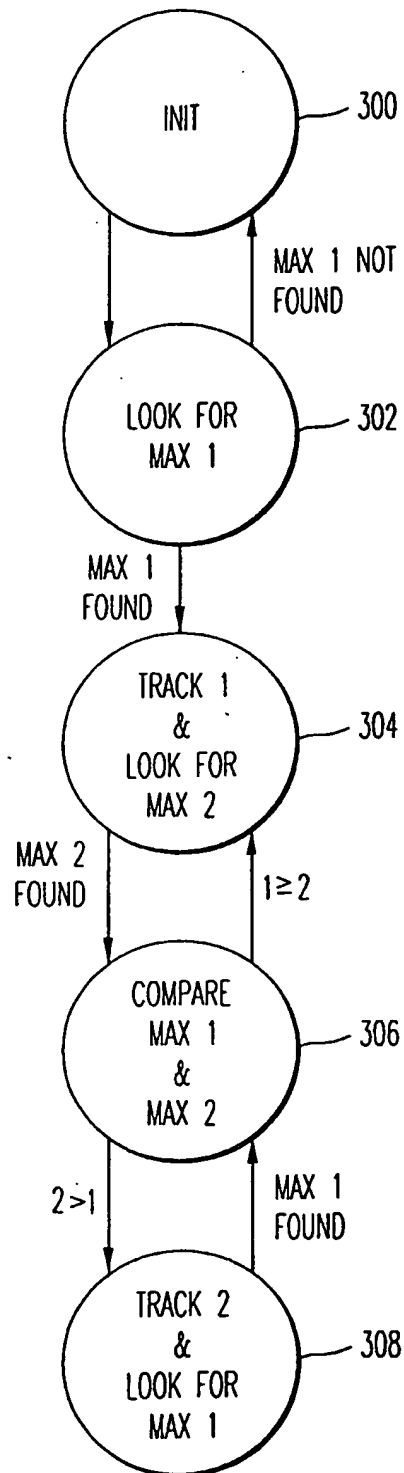 INIT
300
MAX 1 NOT
FOUND
LOOK FOR
MAX 1
302
MAX 1
FOUND
TRACK 1
&
LOOK FOR
MAX 2
304
MAX 2
FOUND
1≥2
COMPARE
MAX 1
&
MAX 2
306
2>1
MAX 1
FOUND
TRACK 2
&
LOOK FOR
MAX 1
308